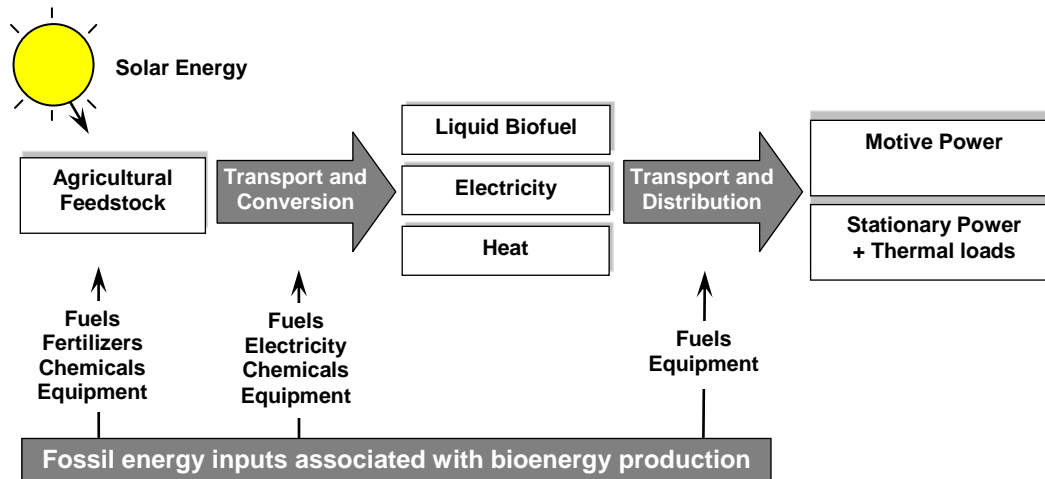 Solar Energy
Agricultural
Feedstock
Transport and
Conversion
Liquid Biofuel
Electricity
Heat
Transport and
Distribution
Motive Power
Stationary Power
+ Thermal loads
Fuels
Fertilizers
Chemicals
Equipment
Fuels
Electricity
Chemicals
Equipment
Fuels
Equipment
Fossil energy inputs associated with bioenergy production